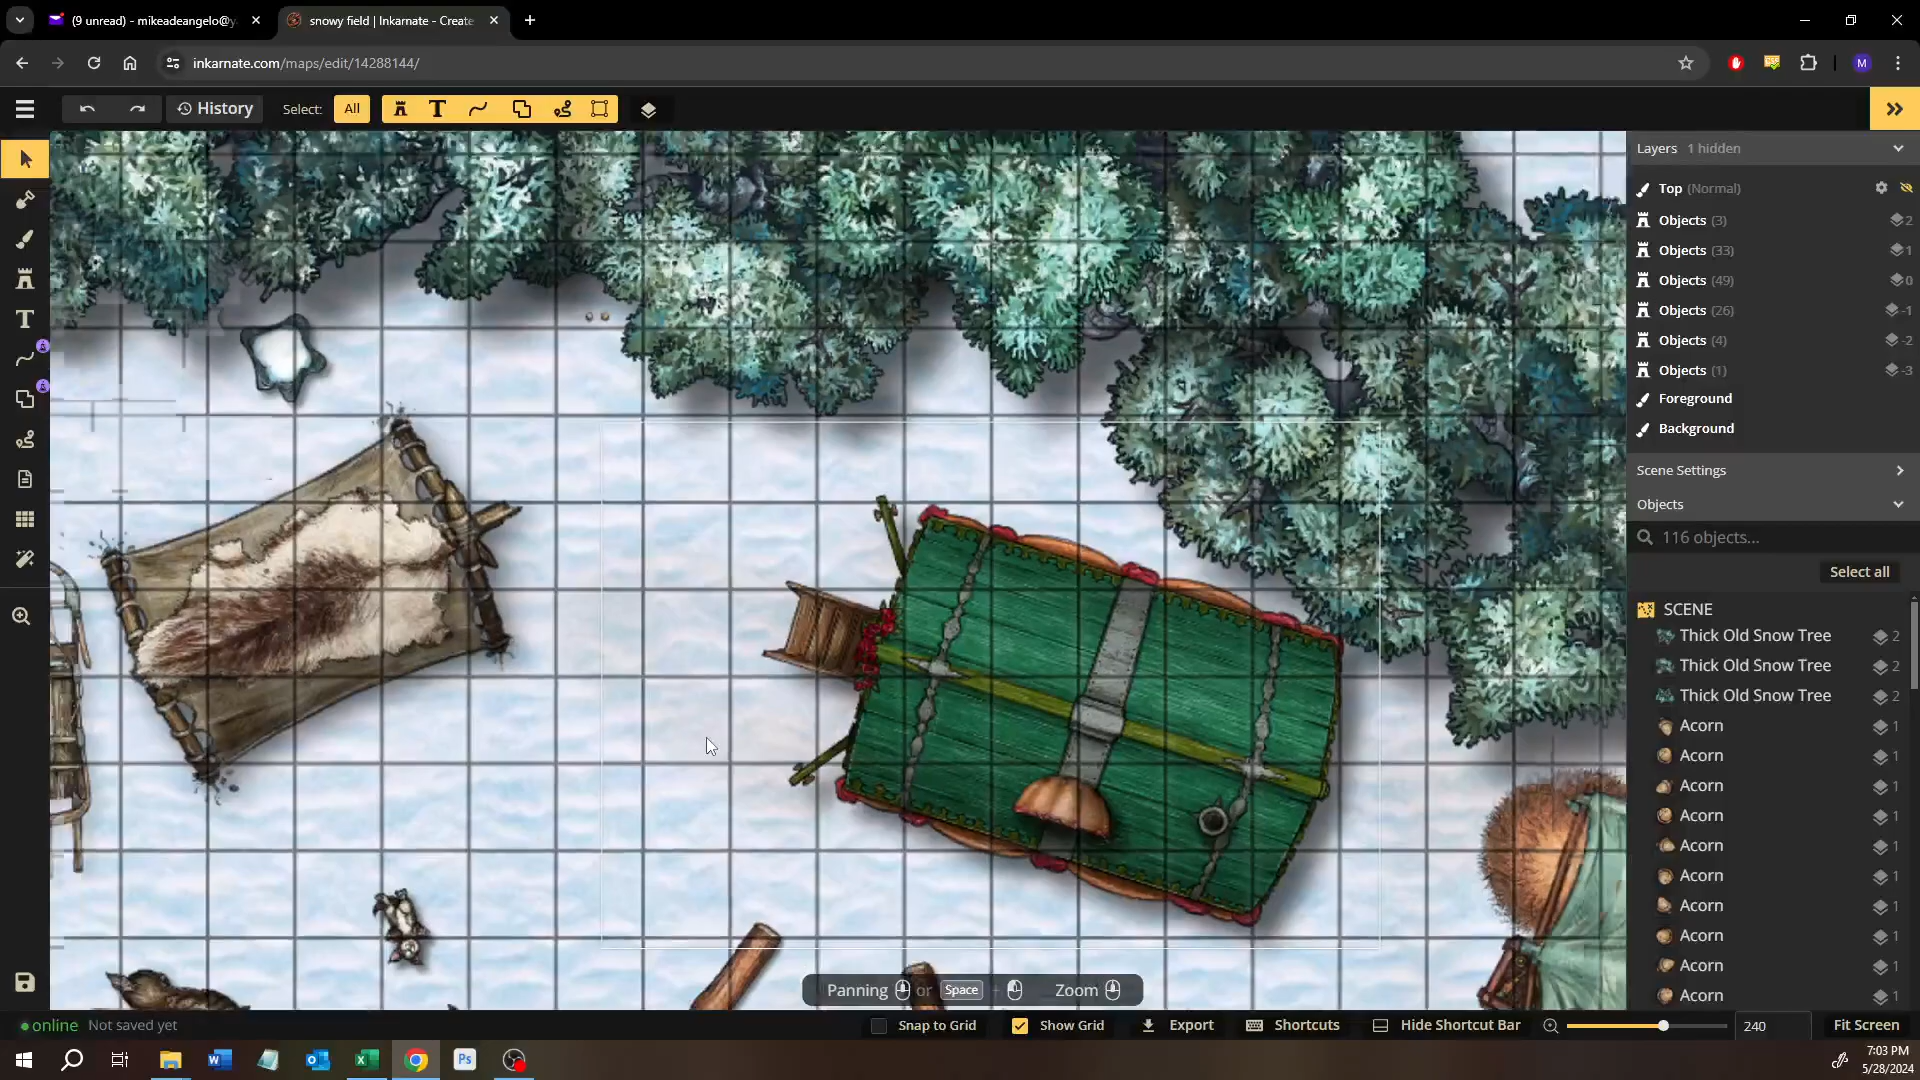 (9 unread) - mikeadeangelo@y
snowy field | Inkarnate - Create
inkarnate.com/maps/edit/14288144/
M
History
Select:
All
T
Layers 1 hidden
Top (Normal)
Objects (3) 2
Objects (33) 1
Objects (49) 0
Objects (26) -1
Objects (4) -2
Objects (1) -3
Foreground
Background
Scene Settings
Objects
116 objects...
Select all
SCENE
Thick Old Snow Tree 2
Thick Old Snow Tree 2
Thick Old Snow Tree 2
Acorn 1
Acorn 1
Acorn 1
Acorn 1
Acorn 1
Acorn 1
Acorn 1
Acorn 1
Acorn 1
Acorn 1
Panning or Space + Zoom
online Not saved yet
Snap to Grid
Show Grid
Export
Shortcuts
Hide Shortcut Bar
240
Fit Screen
Ps
7:03 PM
5/28/2024